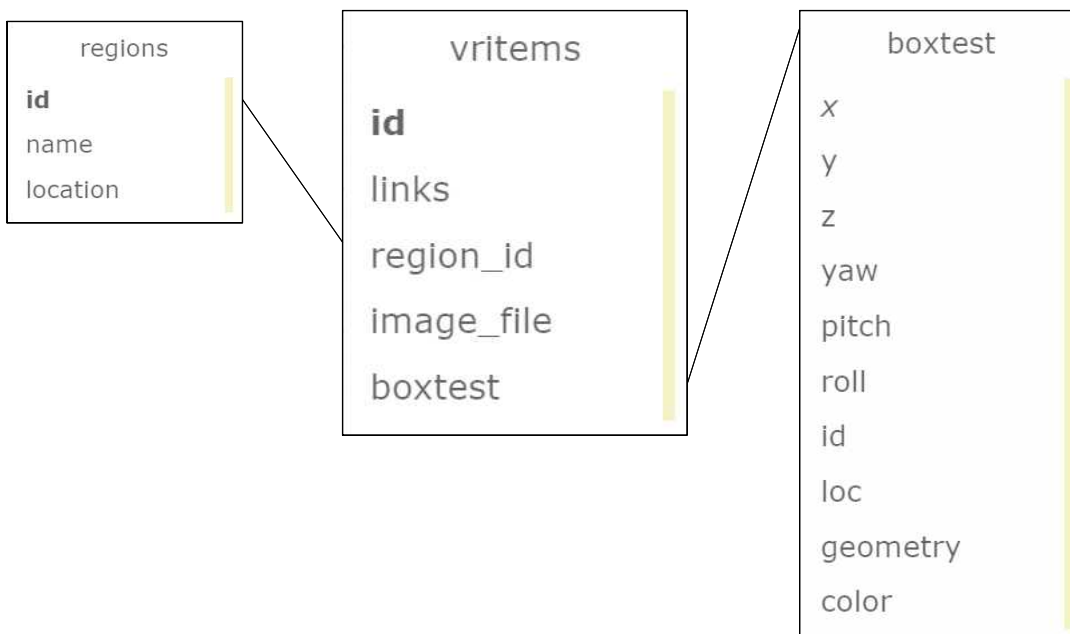 regions
id
name
location
vritems
id
links
region_id
image_file
boxtest
boxtest
x
y
z
yaw
pitch
roll
id
loc
geometry
color